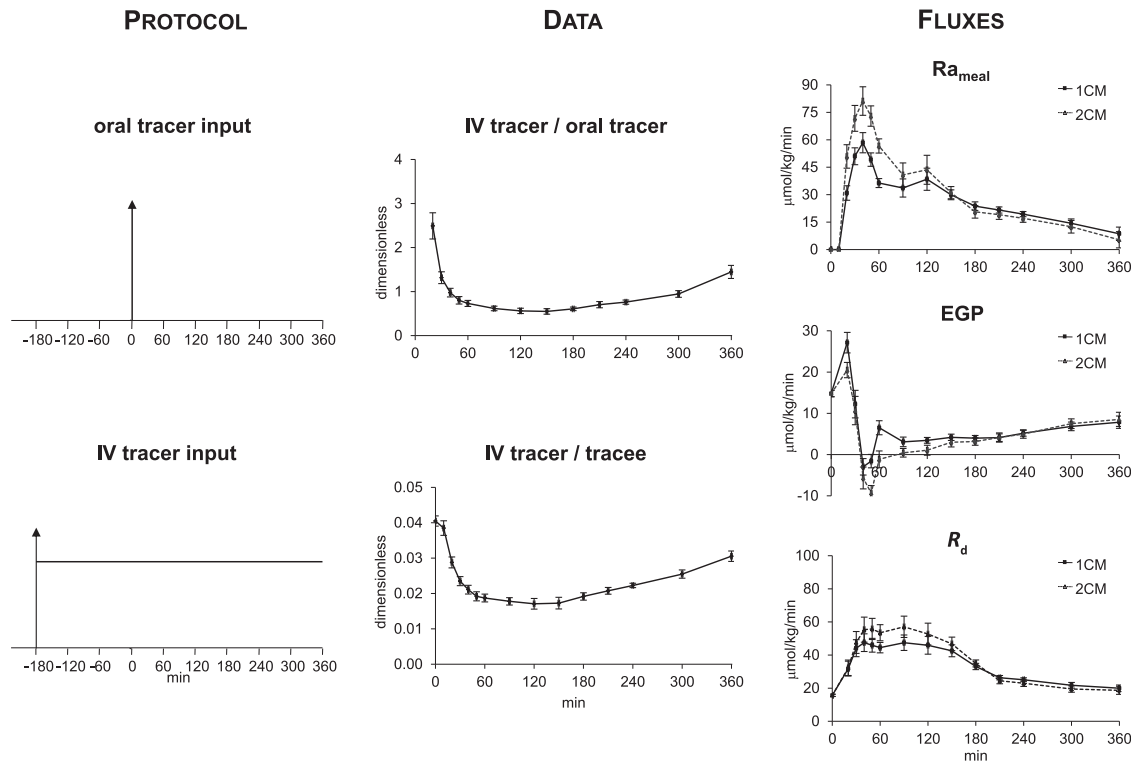 PROTOCOL
DATA
FLUXES
oral tracer input
-180 -120 -60 0 60 120 180 240 300 360
IV tracer input
-180 -120 -60 0 60 120 180 240 300 360
min
IV tracer / oral tracer
dimensionless
4
3
2
1
0
0 60 120 180 240 300 360
IV tracer / tracee
dimensionless
0.05
0.04
0.03
0.02
0.01
0.00
0 60 120 180 240 300 360
min
Ra meal
1CM
2CM
µmol/kg/min
90
75
60
45
30
15
0
0 60 120 180 240 300 360
EGP
1CM
2CM
µmol/kg/min
30
20
10
0
-10
0 60 120 180 240 300 360
Rd
1CM
2CM
µmol/kg/min
100
80
60
40
20
0
0 60 120 180 240 300 360
min